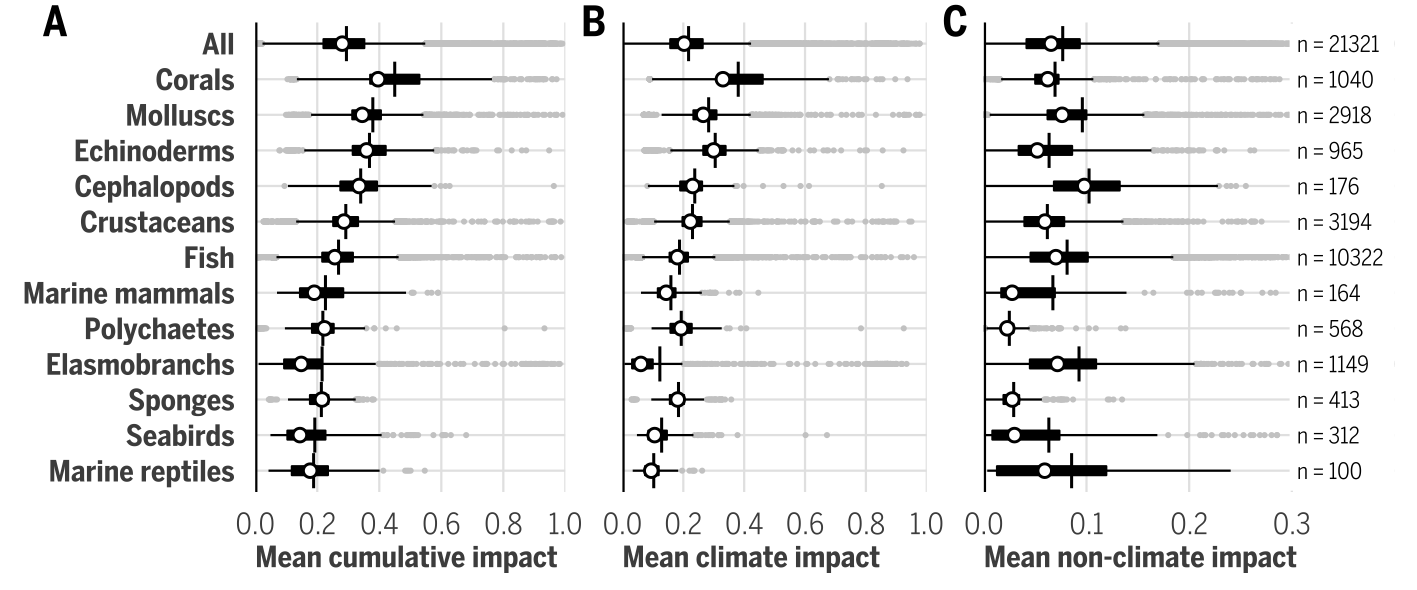 A B C
All n = 21321
Corals n = 1040
Molluscs n = 2918
Echinoderms n = 965
Cephalopods n = 176
Crustaceans n = 3194
Fish n = 10322
Marine mammals n = 164
Polychaetes n = 568
Elasmobranchs n = 1149
Sponges n = 413
Seabirds n = 312
Marine reptiles n = 100
0.0 0.2 0.4 0.6 0.8 1.0 0.0 0.2 0.4 0.6 0.8 1.0 0.0 0.1 0.2 0.3
Mean cumulative impact Mean climate impact Mean non-climate impact